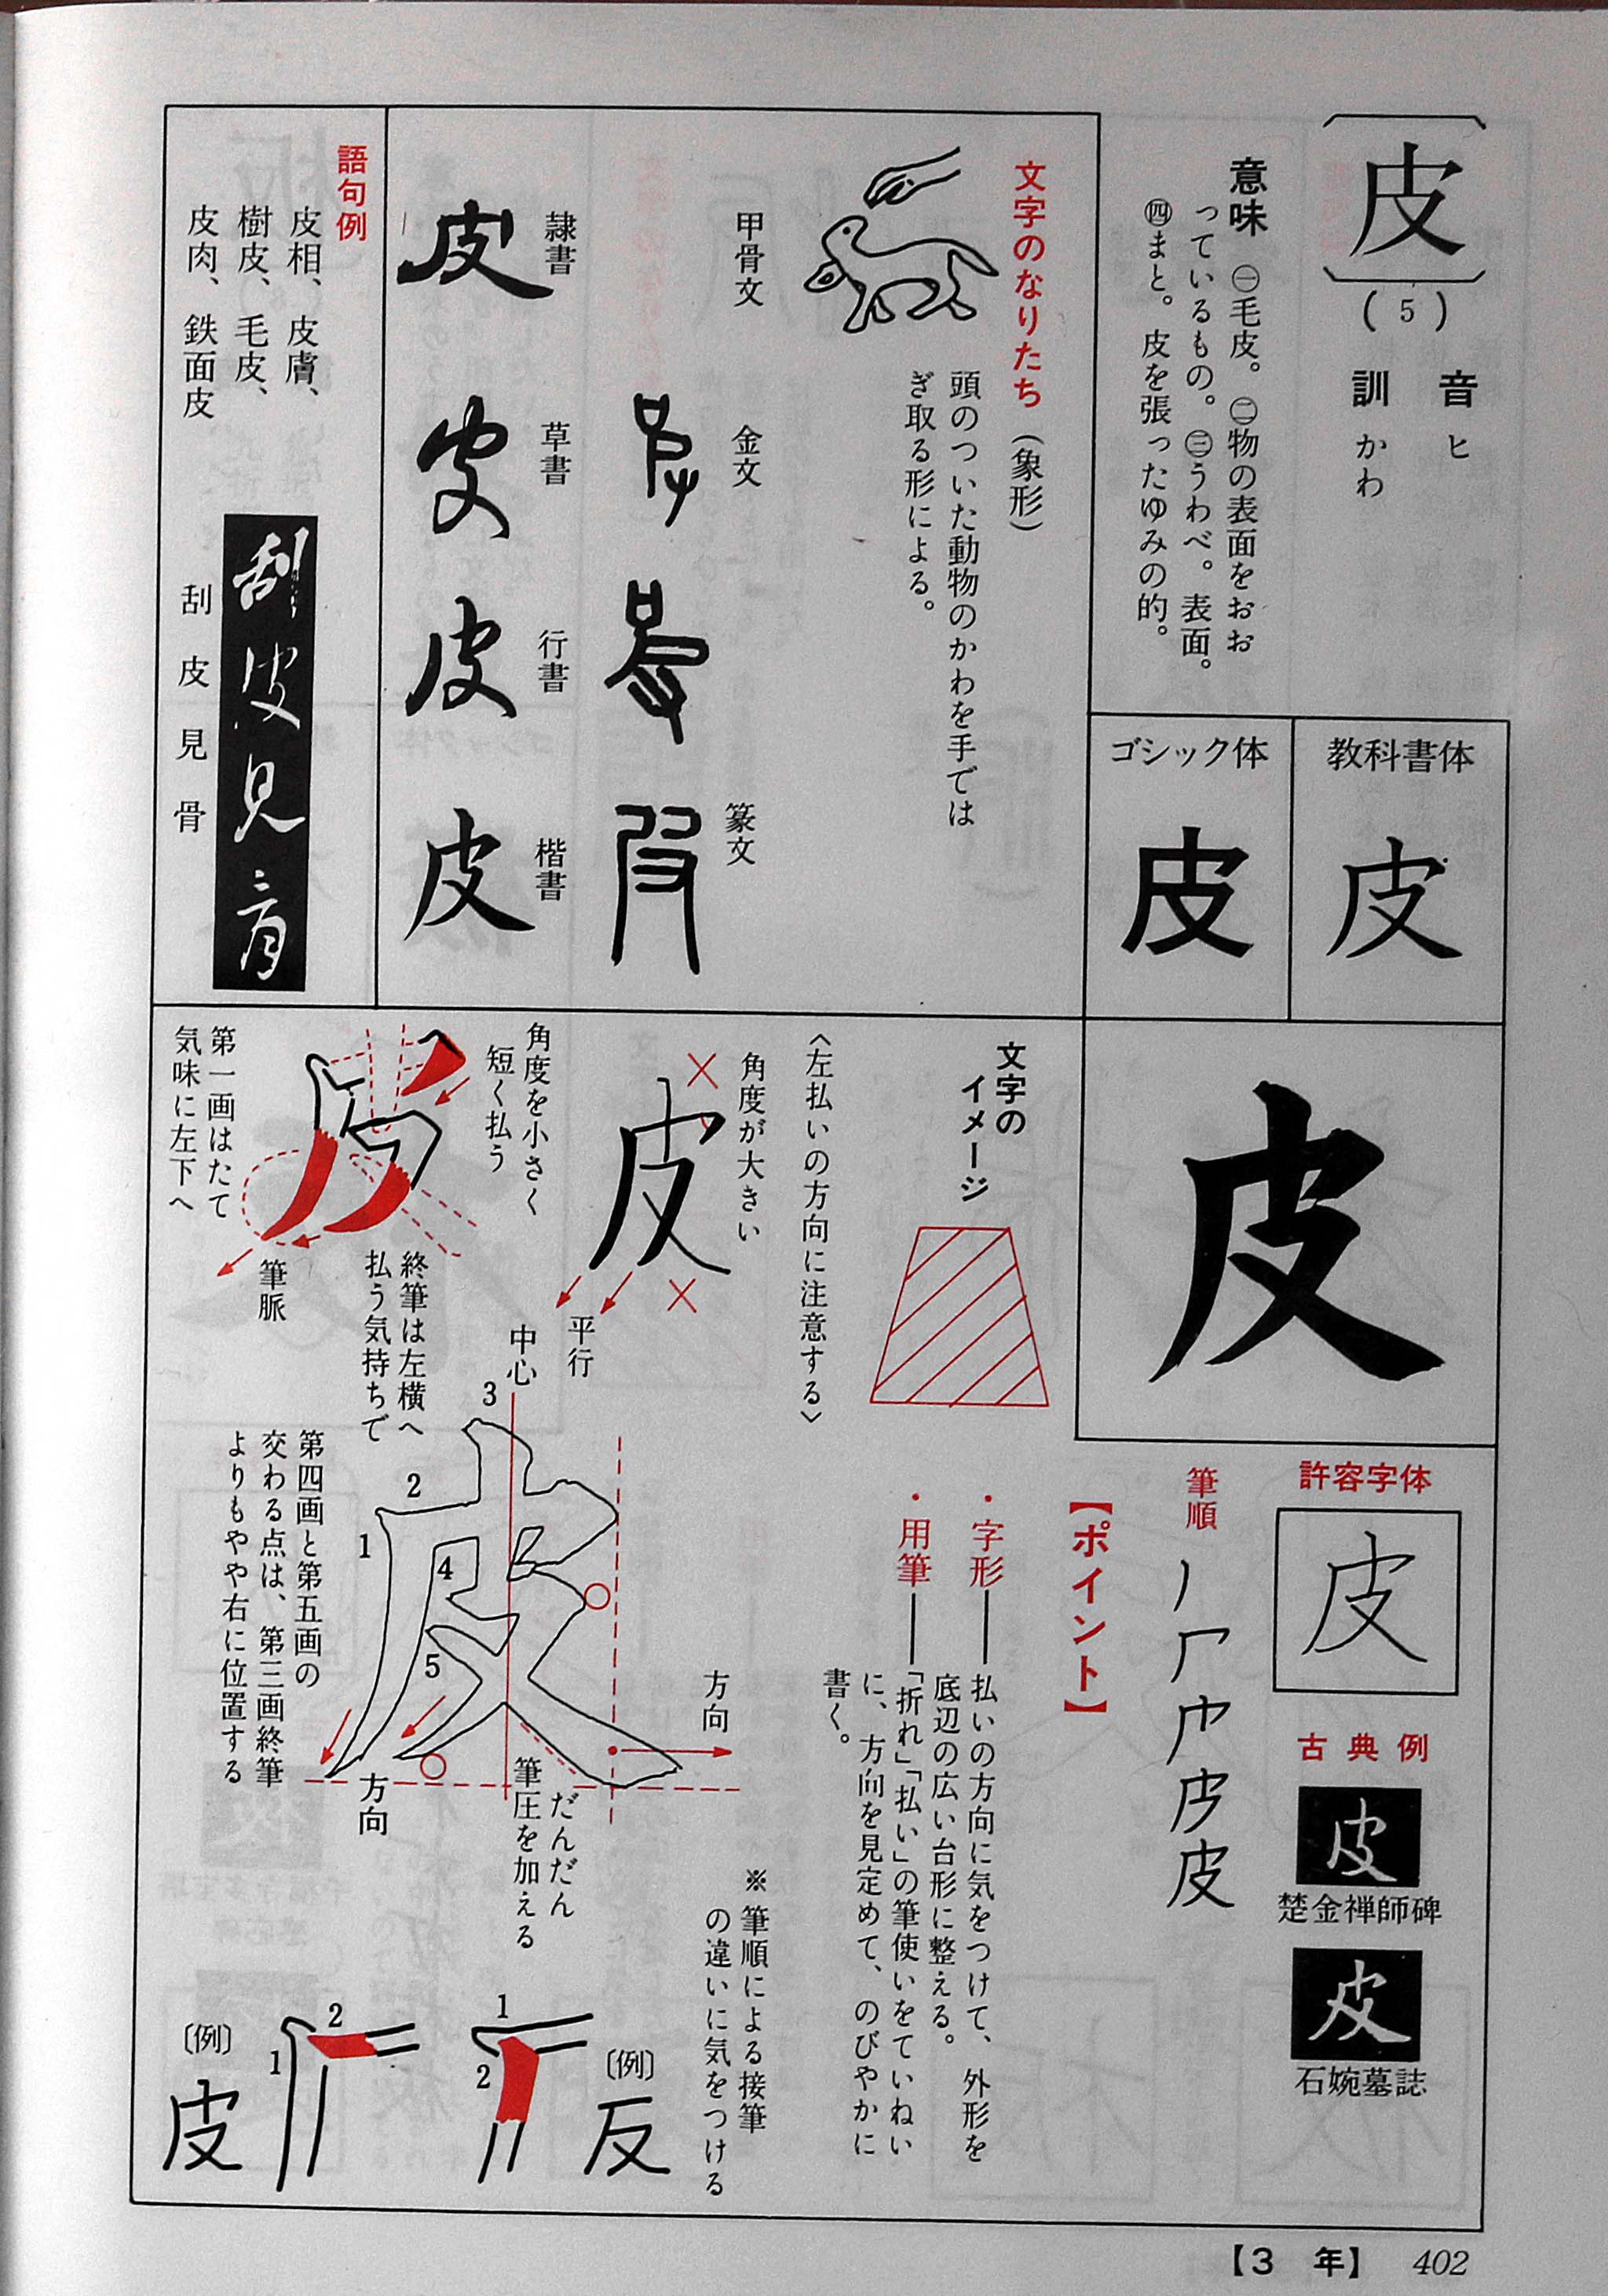 皮
(5)
音 ヒ
訓 かわ
意味 ㊀毛皮。㊁物の表面をおお
っているもの。㊂うわべ。表面。
㊃まと。皮を張ったゆみの的。
教科書体
皮
ゴシック体
皮
文字のなりたち(象形)
頭のついた動物のかわを手では
ぎ取る形による。
甲骨文
金文
篆文
隷書
皮
草書
皮
行書
皮
楷書
皮
語句例
皮相、皮膚、
樹皮、毛皮、
皮肉、鉄面皮
刮皮見骨
刮皮見骨
皮
許容字体
皮
古典例
皮
楚金禅師碑
皮
石婉墓誌
筆順
皮
【ポイント】
・字形――払いの方向に気をつけて、外形を
底辺の広い台形に整える。
・用筆――「折れ」「払い」の筆使いをていねい
に、方向を見定めて、のびやかに
書く。
文字の
イメージ
〈左払いの方向に注意する〉
角度が大きい
皮
平行
角度を小さく
短く払う
第一画はたて
気味に左下へ
筆脈
終筆は左横へ
払う気持ちで
中心
3
2
1
4
5
方向
方向
だんだん
筆圧を加える
第四画と第五画の
交わる点は、第三画終筆
よりもやや右に位置する
※筆順による接筆
の違いに気をつける
〔例〕
反
1
2
2
1
〔例〕
皮
【3 年】 402